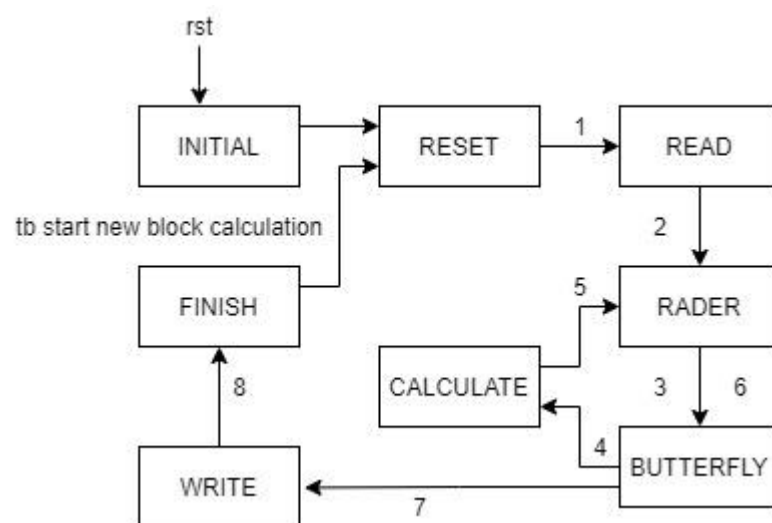 rst
INITIAL
RESET
1
READ
tb start new block calculation
2
FINISH
5
RADER
8
CALCULATE
3
6
4
WRITE
7
BUTTERFLY